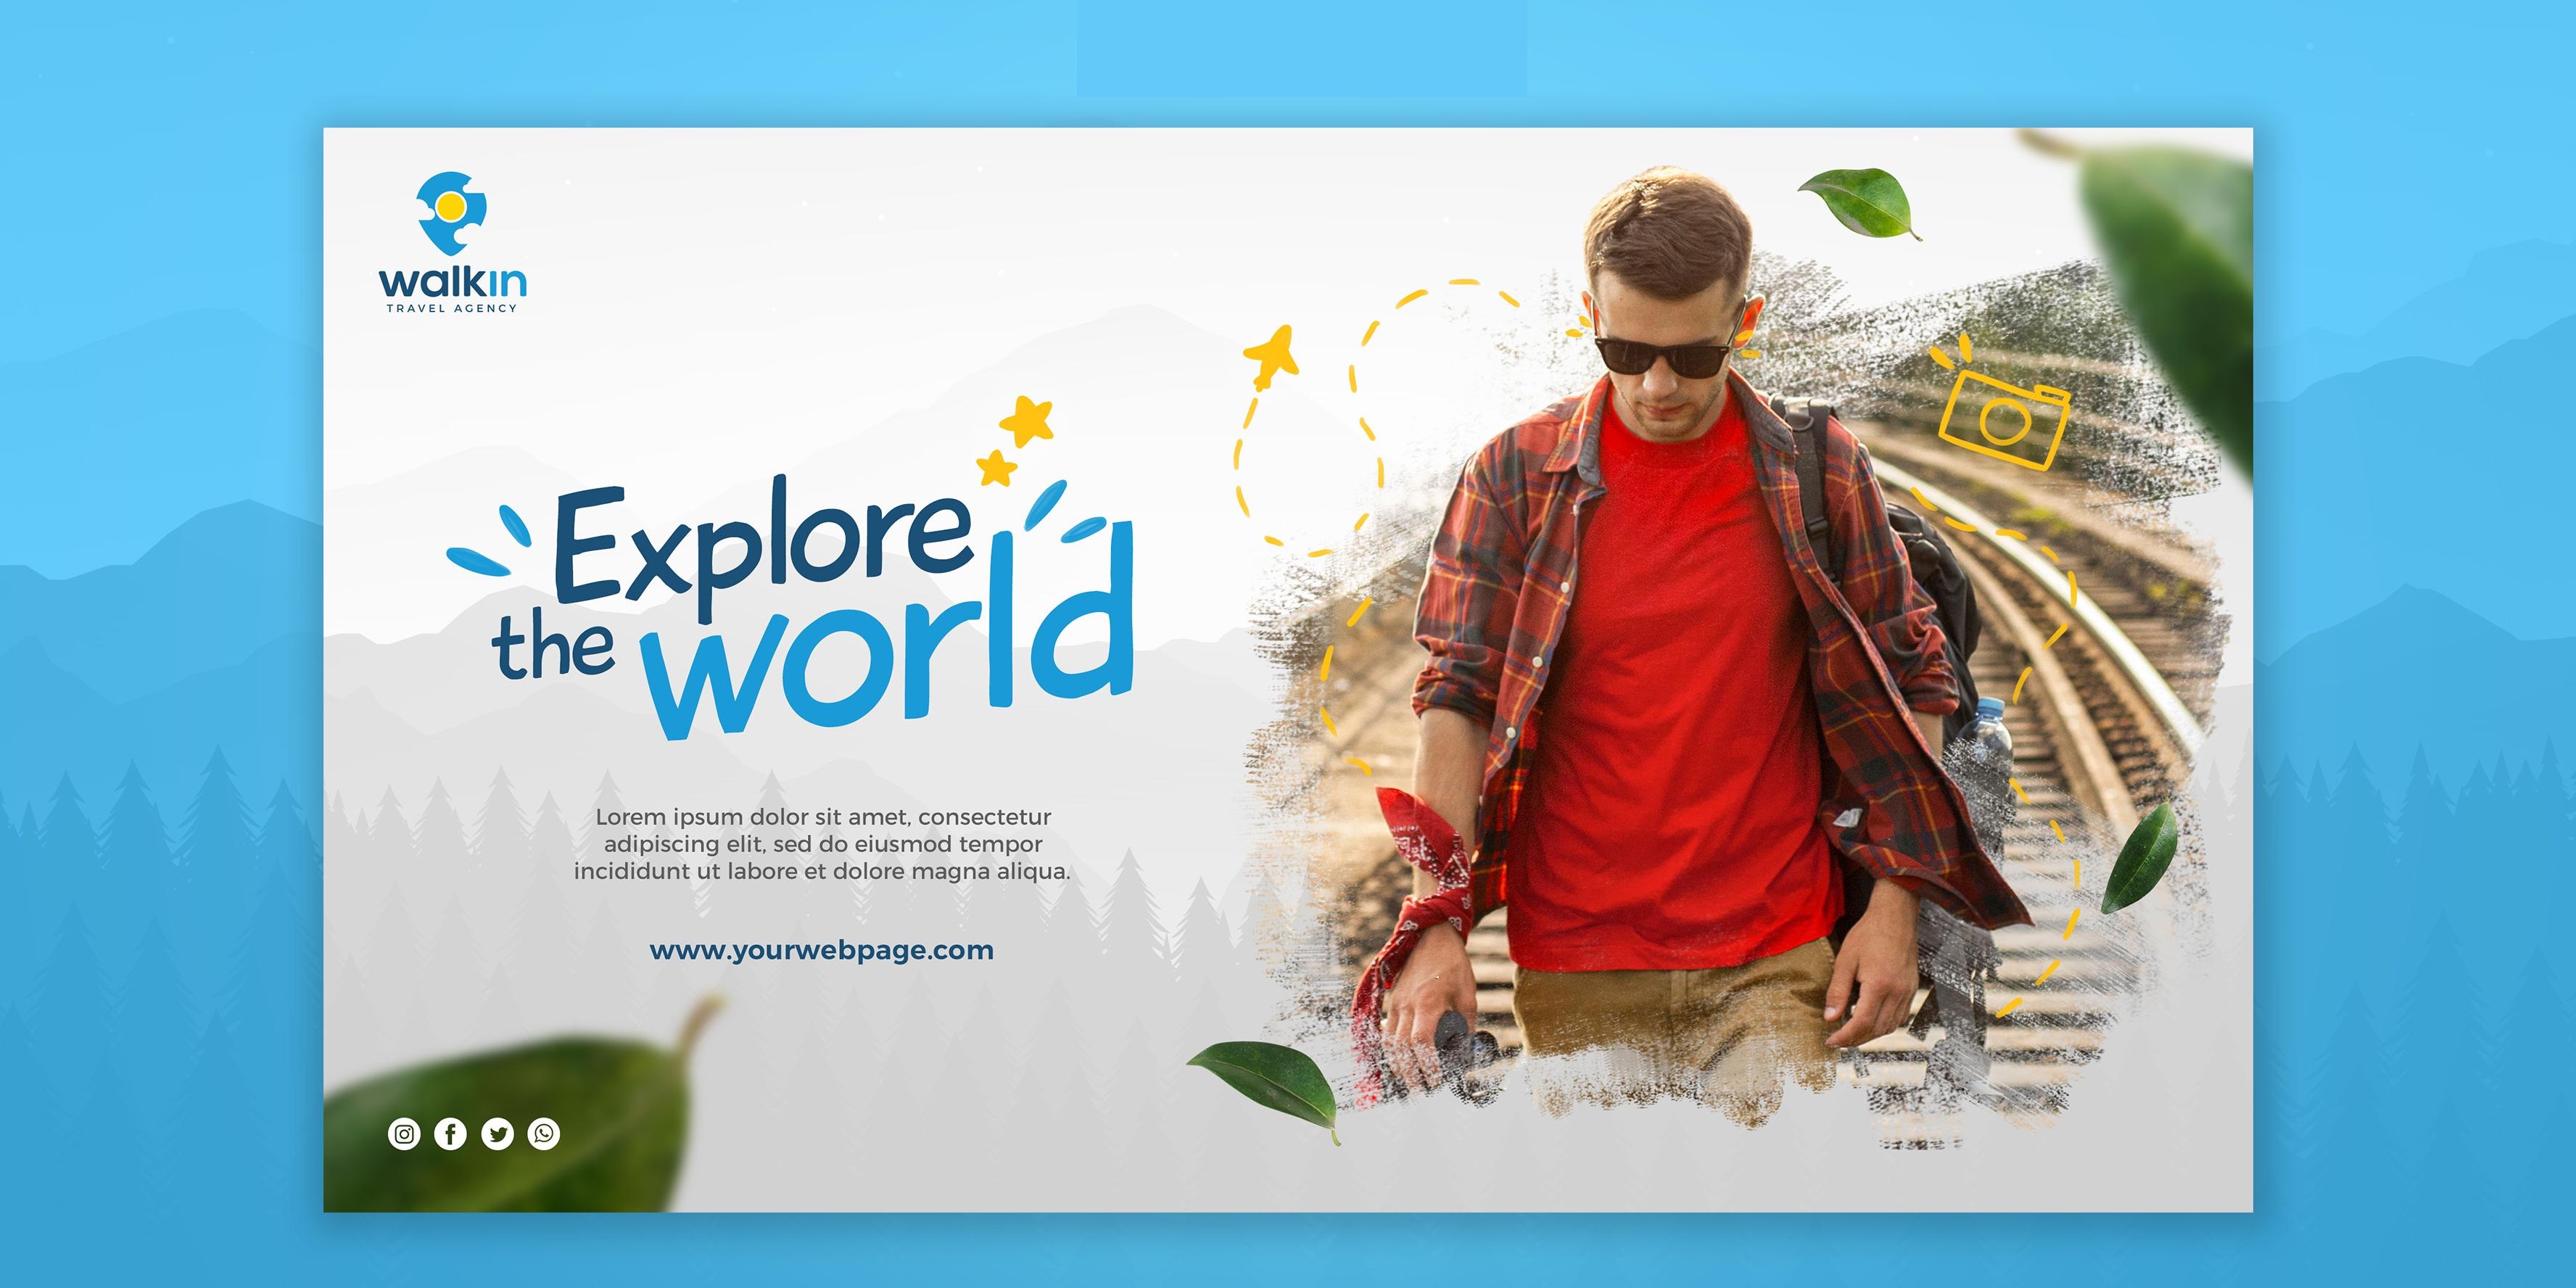 walkin
TRAVEL AGENCY
Explore
the world
Lorem ipsum dolor sit amet, consectetur
adipiscing elit, sed do eiusmod tempor
incididunt ut labore et dolore magna aliqua.
www.yourwebpage.com